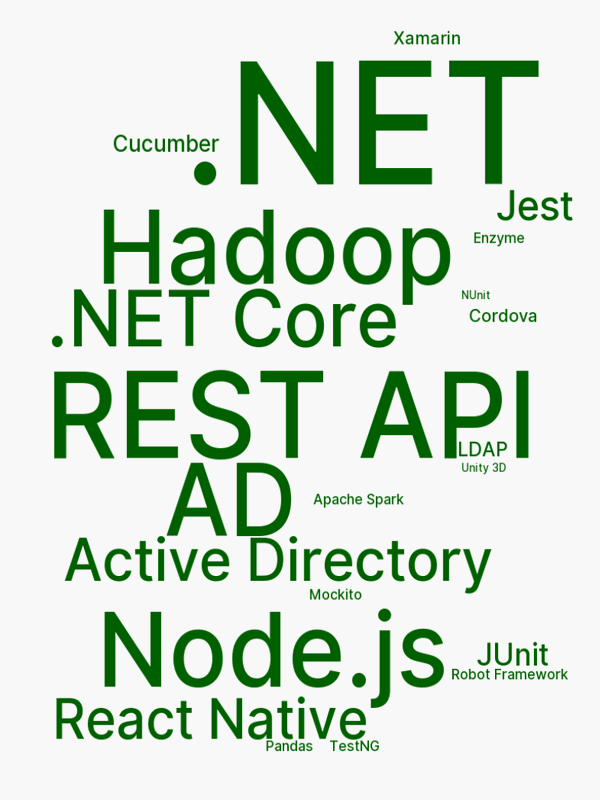 Xamarin
.NET
Cucumber
Jest
Hadoop
Enzyme
NUnit
.NET Core
Cordova
REST API
LDAP
Unity 3D
AD
Apache Spark
Active Directory
Mockito
Node.js
JUnit
Robot Framework
React Native
Pandas
TestNG